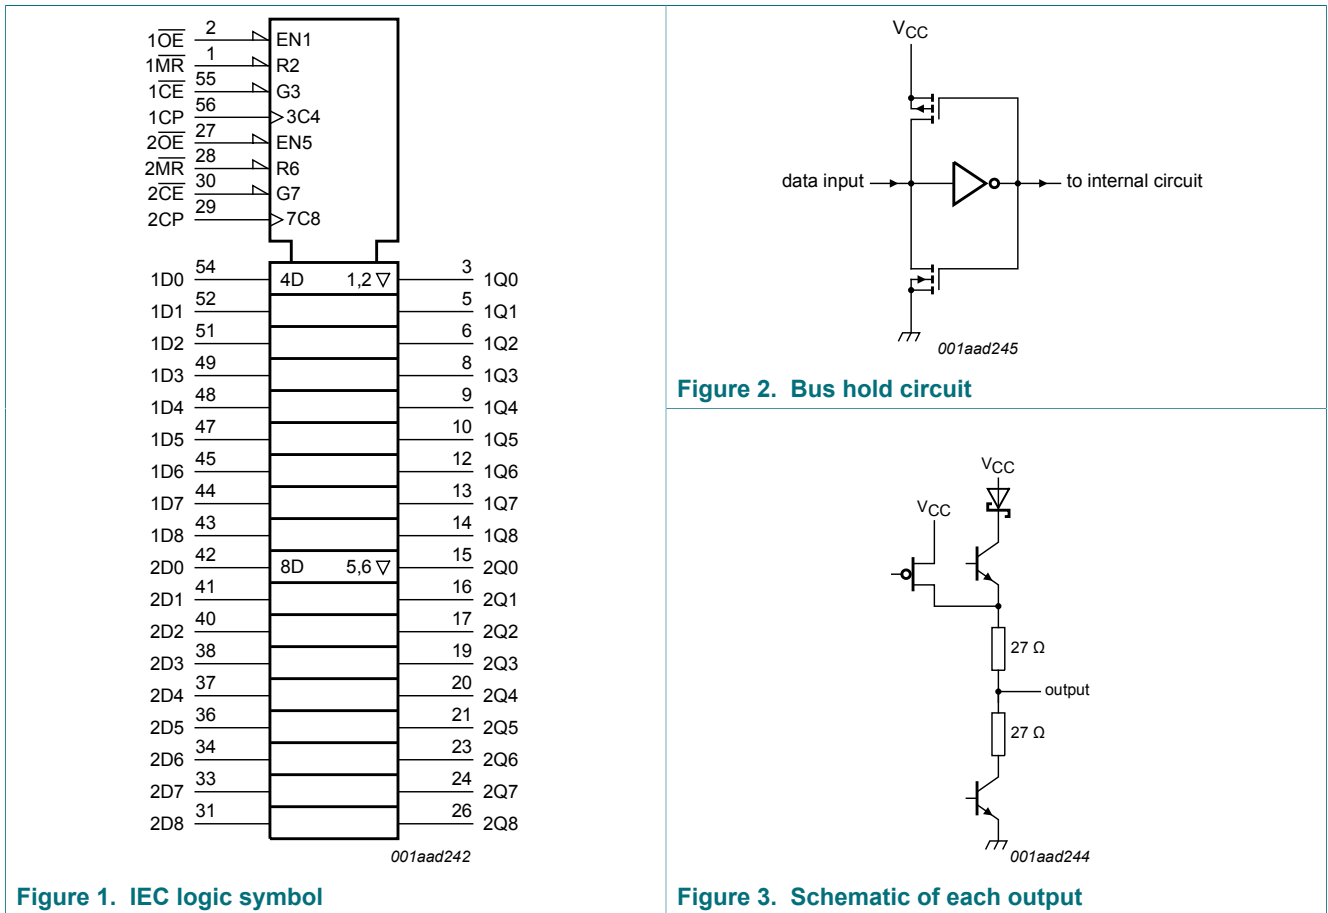 1OE 2 EN1
1MR 1 R2
1CE 55 G3
1CP 56 3C4
2OE 27 EN5
2MR 28 R6
2CE 30 G7
2CP 29 7C8
1D0 54 4D 1,2 ▽ 3 1Q0
1D1 52 5 1Q1
1D2 51 6 1Q2
1D3 49 8 1Q3
1D4 48 9 1Q4
1D5 47 10 1Q5
1D6 45 12 1Q6
1D7 44 13 1Q7
1D8 43 14 1Q8
2D0 42 8D 5,6 ▽ 15 2Q0
2D1 41 16 2Q1
2D2 40 17 2Q2
2D3 38 19 2Q3
2D4 37 20 2Q4
2D5 36 21 2Q5
2D6 34 23 2Q6
2D7 33 24 2Q7
2D8 31 26 2Q8
001aad242
Figure 1. IEC logic symbol
VCC
data input to internal circuit
001aad245
Figure 2. Bus hold circuit
VCC
VCC
27 Ω
output
27 Ω
001aad244
Figure 3. Schematic of each output